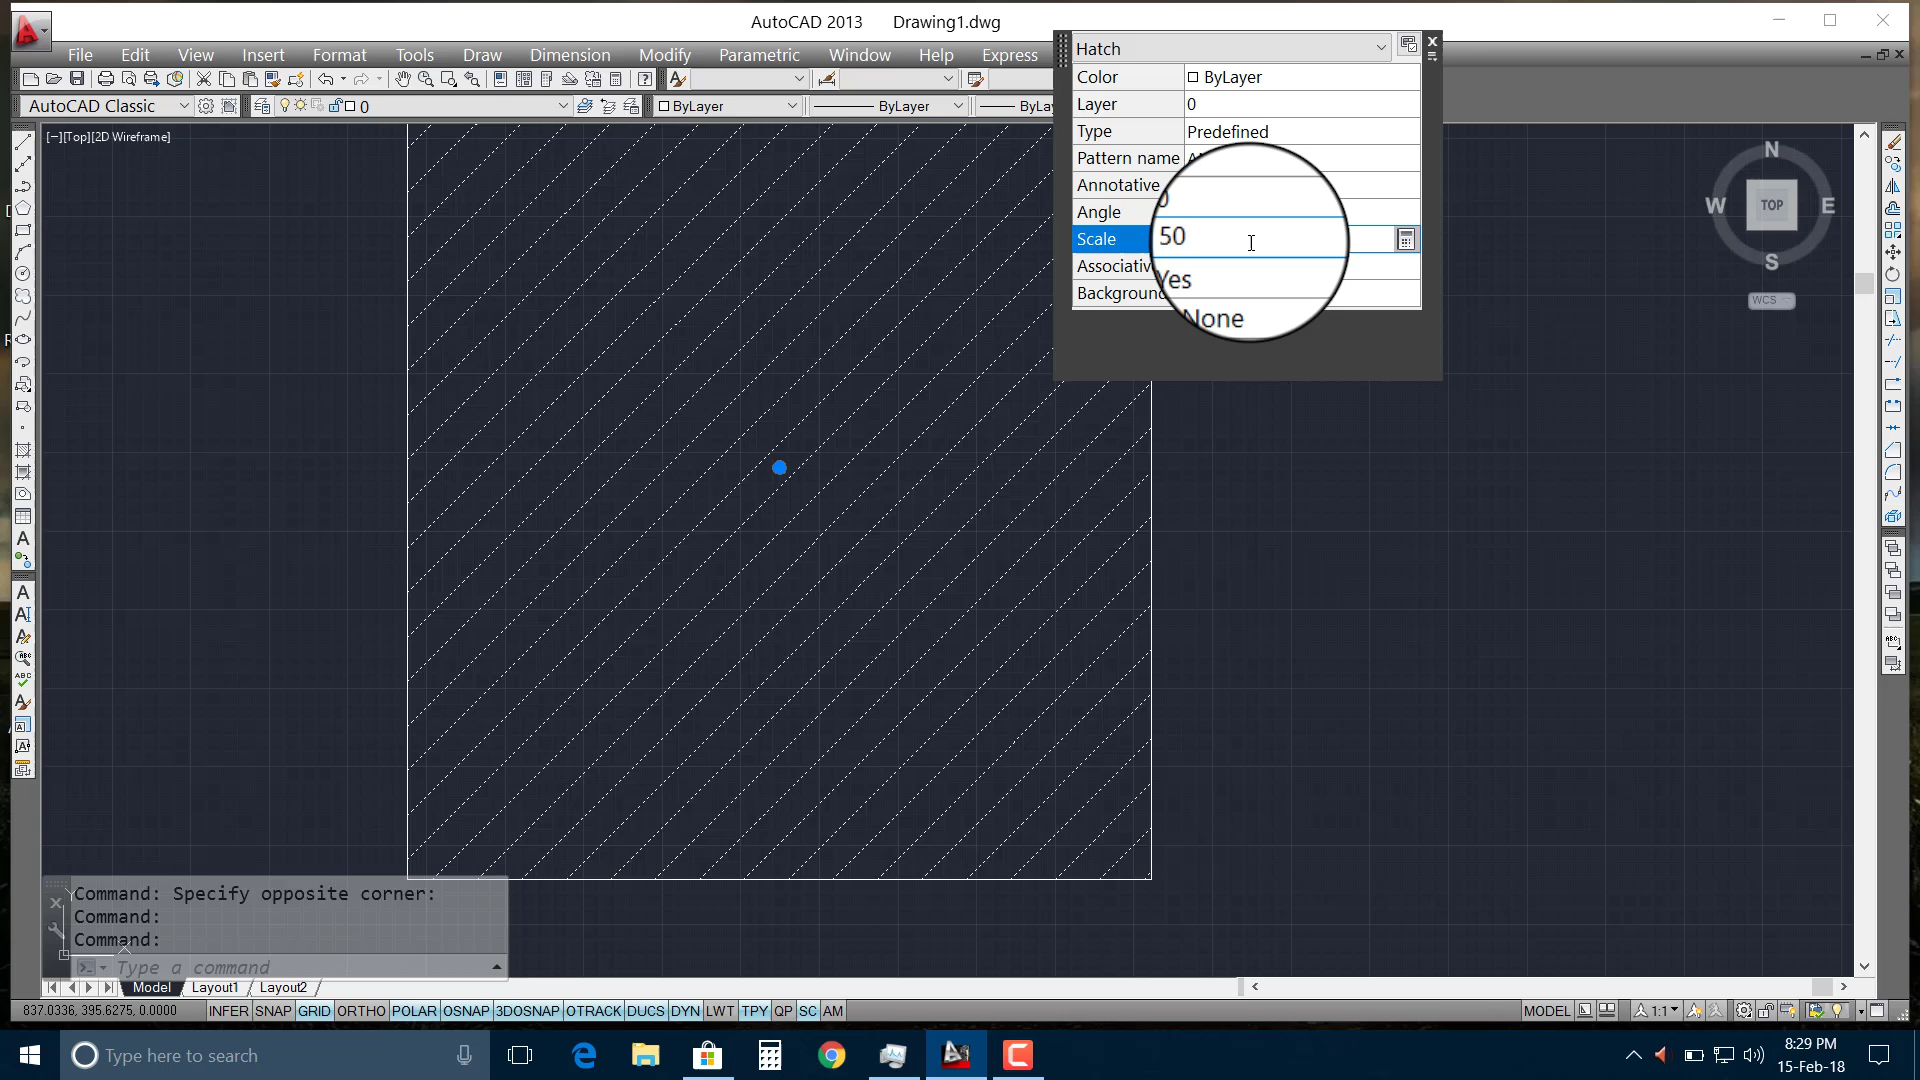 AutoCAD 2013 Drawing1.dwg
File Edit View Insert Format Tools Draw Dimension Modify Parametric Window Help Express
AutoCAD Classic
0
ByLayer
ByLayer
[−][Top][2D Wireframe]
Hatch
Color ByLayer
Layer 0
Type Predefined
Pattern name
Annotative
Angle 0
Scale 50
Associative Yes
Background None
N
W TOP E
S
WCS
Command: Specify opposite corner:
Command:
Command:
Type a command
Model Layout1 Layout2
837.0336, 395.6275, 0.0000 INFER SNAP GRID ORTHO POLAR OSNAP 3DOSNAP OTRACK DUCS DYN LWT TPY QP SC AM MODEL 1:1
Type here to search
8:29 PM
15-Feb-18